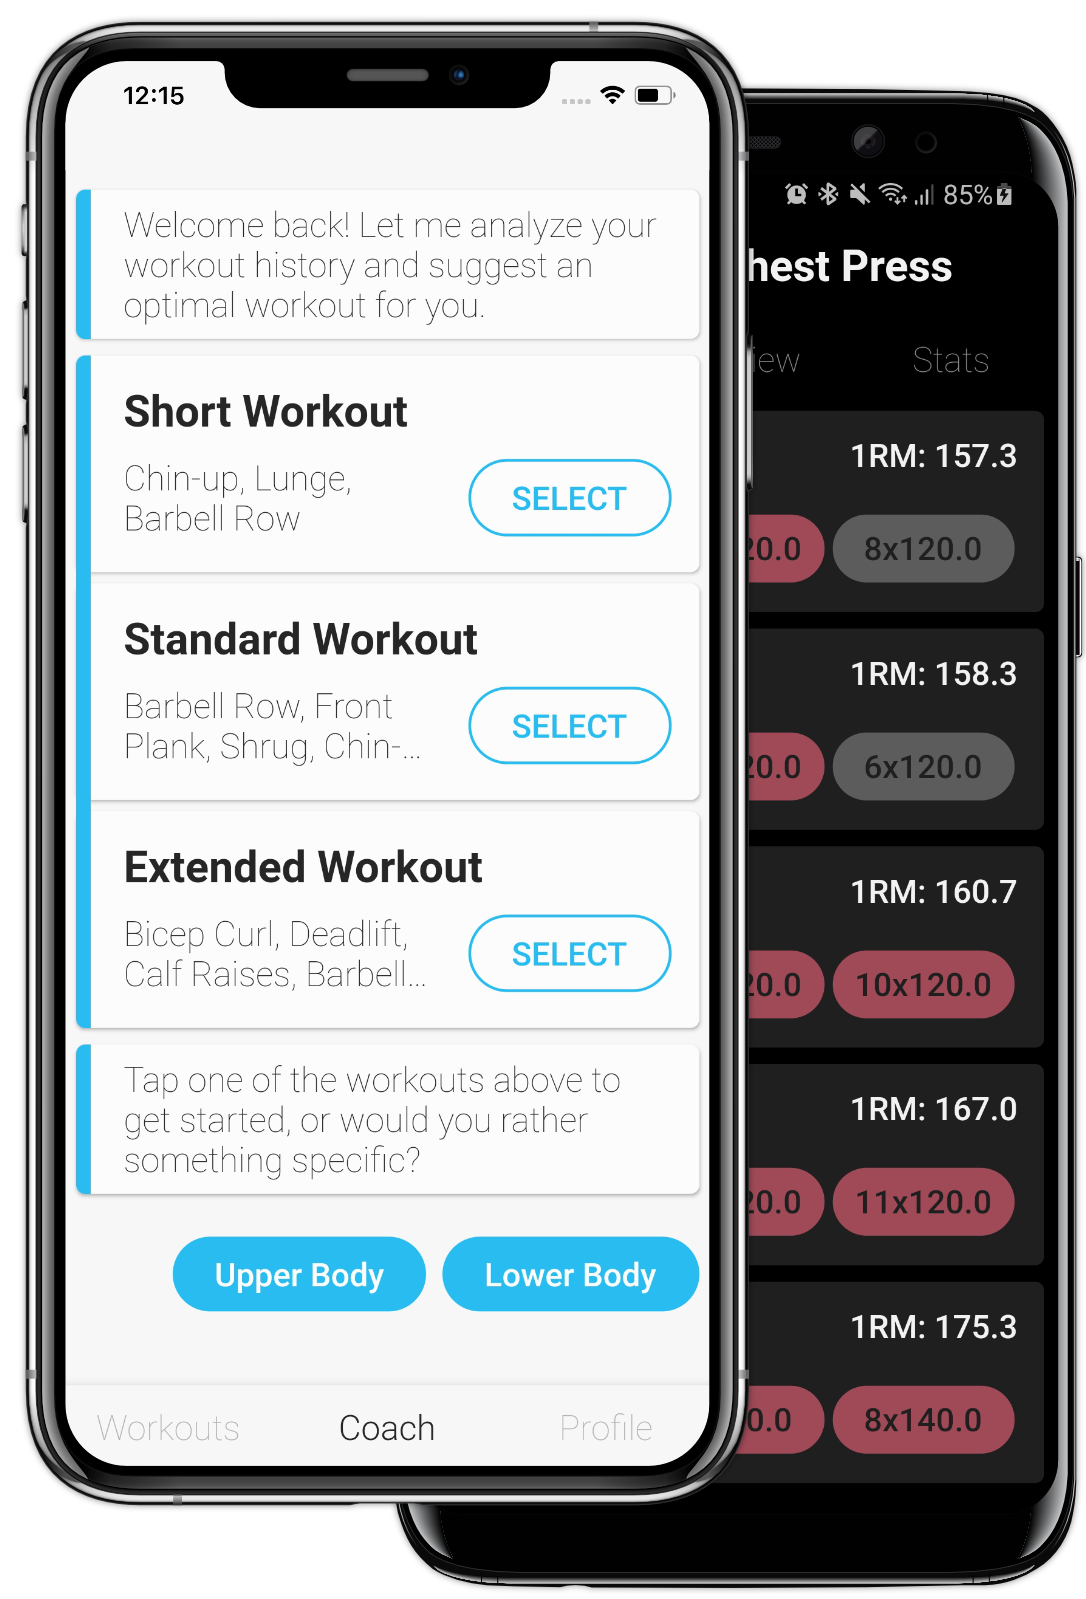 12:15
Welcome back! Let me analyze your
workout history and suggest an
optimal workout for you.
Short Workout
Chin-up, Lunge,
Barbell Row
SELECT
Standard Workout
Barbell Row, Front
Plank, Shrug, Chin-...
SELECT
Extended Workout
Bicep Curl, Deadlift,
Calf Raises, Barbell...
SELECT
Tap one of the workouts above to
get started, or would you rather
something specific?
Upper Body Lower Body
Workouts Coach Profile
85%
hest Press
iew Stats
1RM: 157.3
20.0 8x120.0
1RM: 158.3
20.0 6x120.0
1RM: 160.7
20.0 10x120.0
1RM: 167.0
20.0 11x120.0
1RM: 175.3
0.0 8x140.0